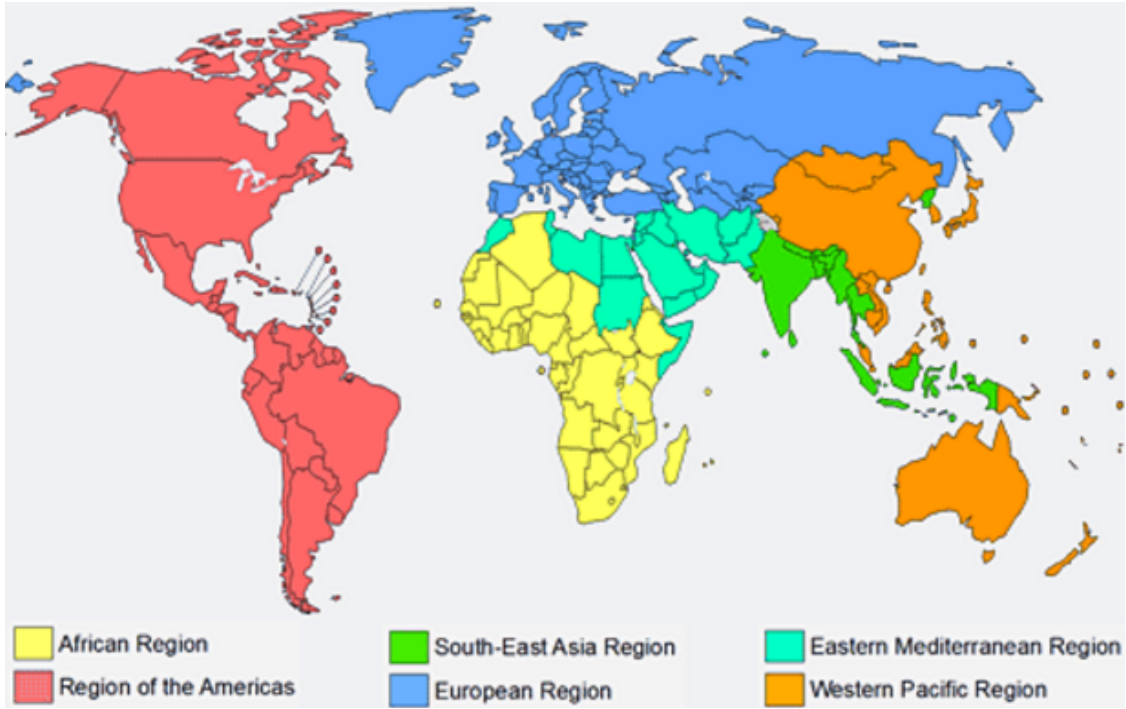 African Region
South-East Asia Region
Eastern Mediterranean Region
Region of the Americas
European Region
Western Pacific Region